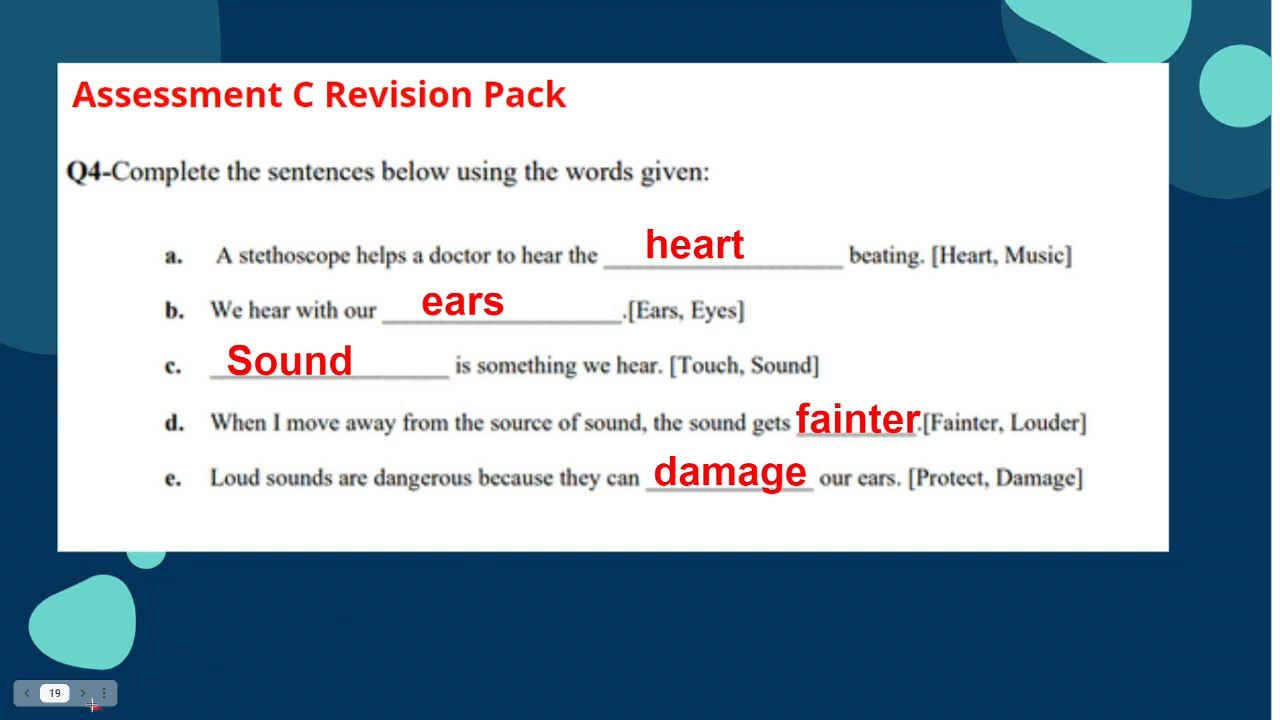 Assessment C Revision Pack
Q4-Complete the sentences below using the words given:
a. A stethoscope helps a doctor to hear the heart beating. [Heart, Music]
b. We hear with our ears .[Ears, Eyes]
c. Sound is something we hear. [Touch, Sound]
d. When I move away from the source of sound, the sound gets fainter.[Fainter, Louder]
e. Loud sounds are dangerous because they can damage our ears. [Protect, Damage]
19